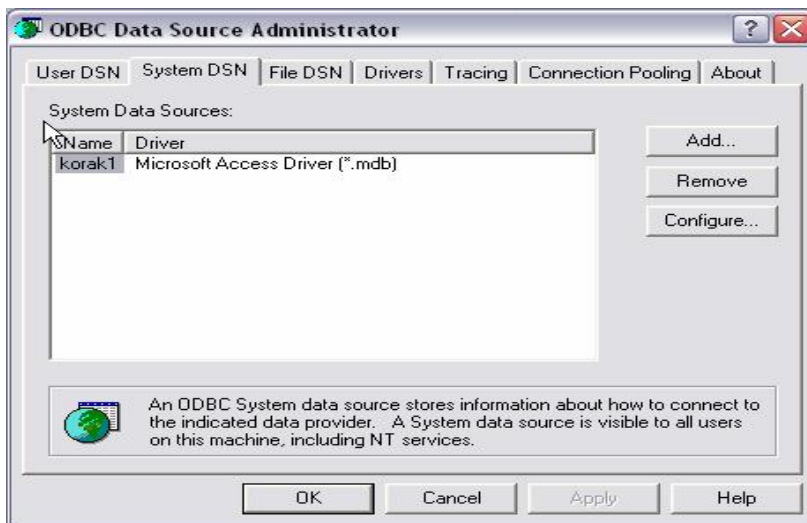 ODBC Data Source Administrator
User DSN System DSN File DSN Drivers Tracing Connection Pooling About
System Data Sources:
Name Driver
korak1 Microsoft Access Driver (*.mdb)
Add...
Remove
Configure...
An ODBC System data source stores information about how to connect to
the indicated data provider. A System data source is visible to all users
on this machine, including NT services.
OK Cancel Apply Help